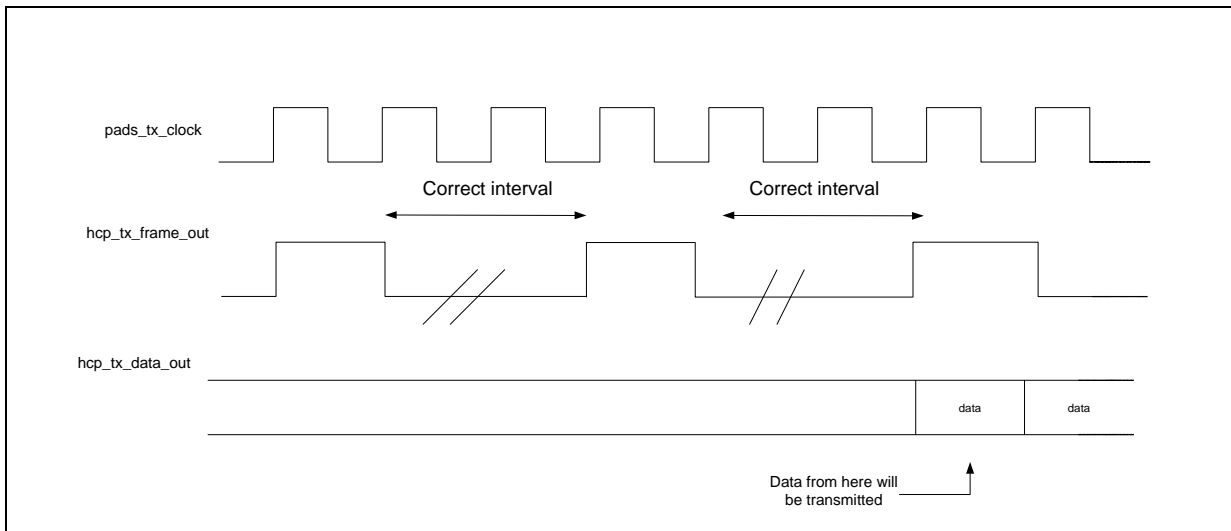 pads_tx_clock
Correct interval
Correct interval
hcp_tx_frame_out
hcp_tx_data_out
data
data
Data from here will
be transmitted